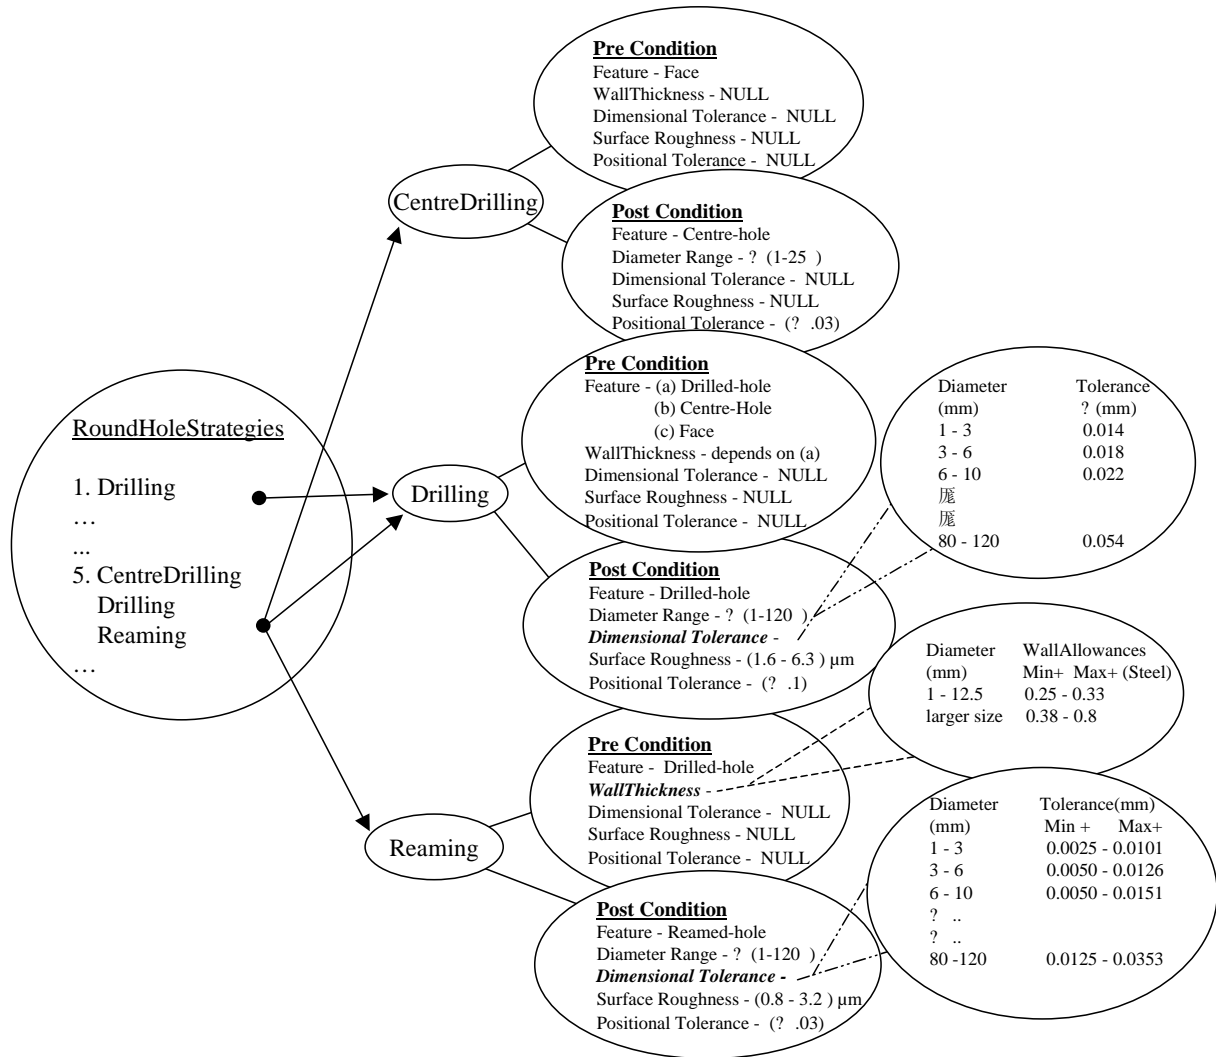 RoundHoleStrategies
1. Drilling
…
...
5. CentreDrilling
Drilling
Reaming
…
CentreDrilling
Pre Condition
Feature - Face
WallThickness - NULL
Dimensional Tolerance - NULL
Surface Roughness - NULL
Positional Tolerance - NULL
Post Condition
Feature - Centre-hole
Diameter Range - ? (1-25 )
Dimensional Tolerance - NULL
Surface Roughness - NULL
Positional Tolerance - (? .03)
Drilling
Pre Condition
Feature - (a) Drilled-hole
(b) Centre-Hole
(c) Face
WallThickness - depends on (a)
Dimensional Tolerance - NULL
Surface Roughness - NULL
Positional Tolerance - NULL
Post Condition
Feature - Drilled-hole
Diameter Range - ? (1-120 )
Dimensional Tolerance -
Surface Roughness - (1.6 - 6.3 ) µm
Positional Tolerance - (? .1)
Diameter Tolerance
(mm) ? (mm)
1 - 3 0.014
3 - 6 0.018
6 - 10 0.022
厖
厖
80 - 120 0.054
Reaming
Pre Condition
Feature - Drilled-hole
WallThickness -
Dimensional Tolerance - NULL
Surface Roughness - NULL
Positional Tolerance - NULL
Diameter WallAllowances
(mm) Min+ Max+ (Steel)
1 - 12.5 0.25 - 0.33
larger size 0.38 - 0.8
Post Condition
Feature - Reamed-hole
Diameter Range - ? (1-120 )
Dimensional Tolerance -
Surface Roughness - (0.8 - 3.2 ) µm
Positional Tolerance - (? .03)
Diameter Tolerance(mm)
(mm) Min + Max+
1 - 3 0.0025 - 0.0101
3 - 6 0.0050 - 0.0126
6 - 10 0.0050 - 0.0151
? ..
? ..
80 -120 0.0125 - 0.0353